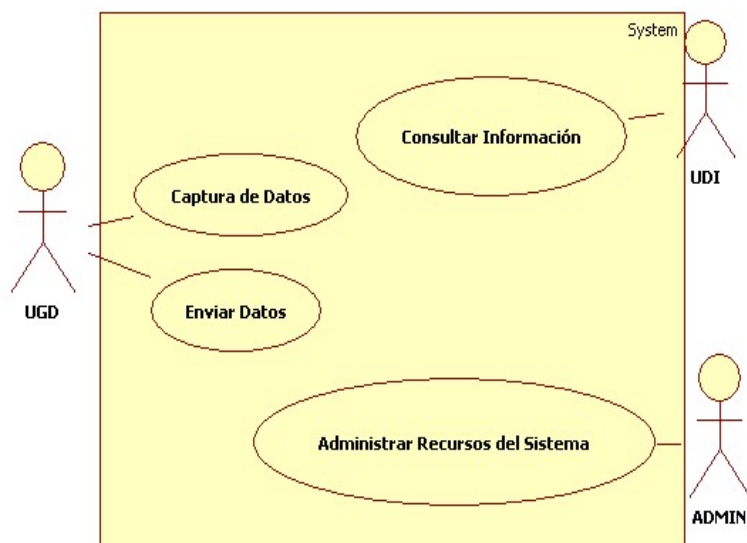 System
Consultar Información
UDI
Captura de Datos
UGD
Enviar Datos
Administrar Recursos del Sistema
ADMIN